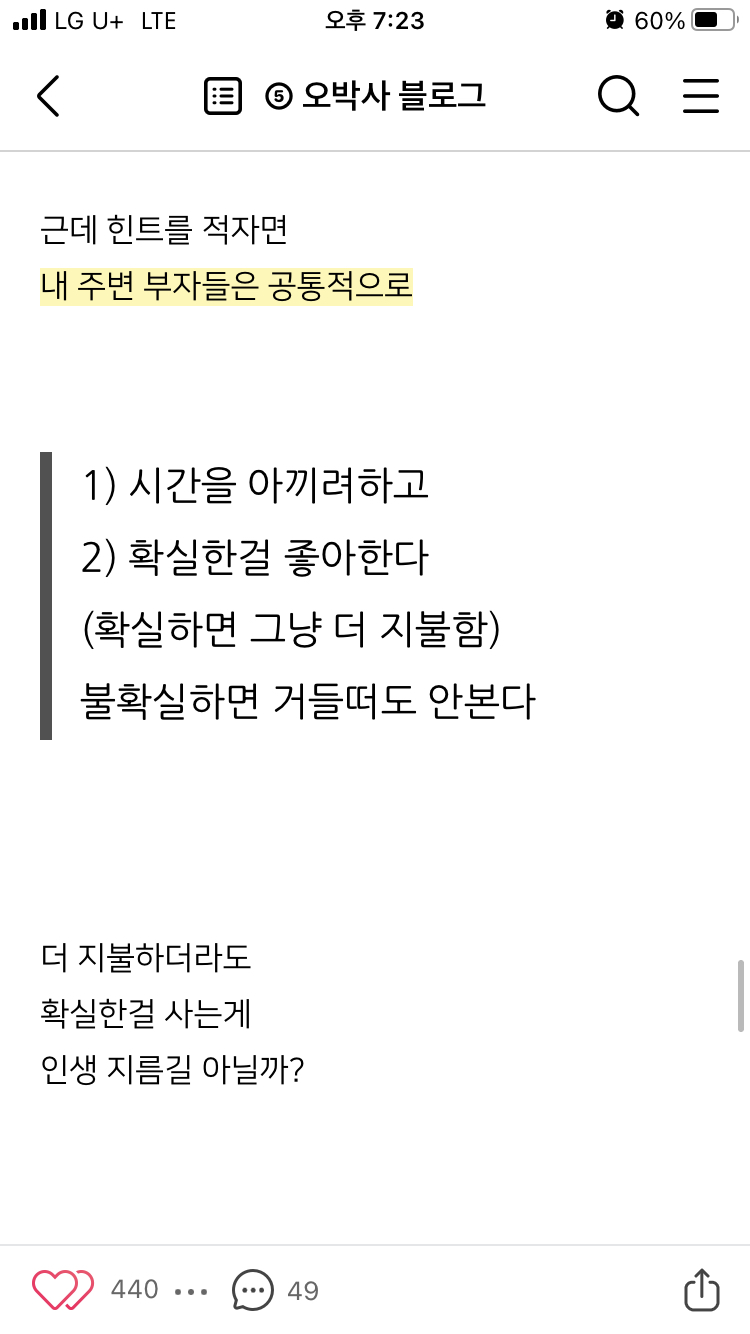 LG U+ LTE 오후 7:23 60%
⑤ 오박사 블로그
근데 힌트를 적자면
내 주변 부자들은 공통적으로
1) 시간을 아끼려하고
2) 확실한걸 좋아한다
(확실하면 그냥 더 지불함)
불확실하면 거들떠도 안본다
더 지불하더라도
확실한걸 사는게
인생 지름길 아닐까?
440 49